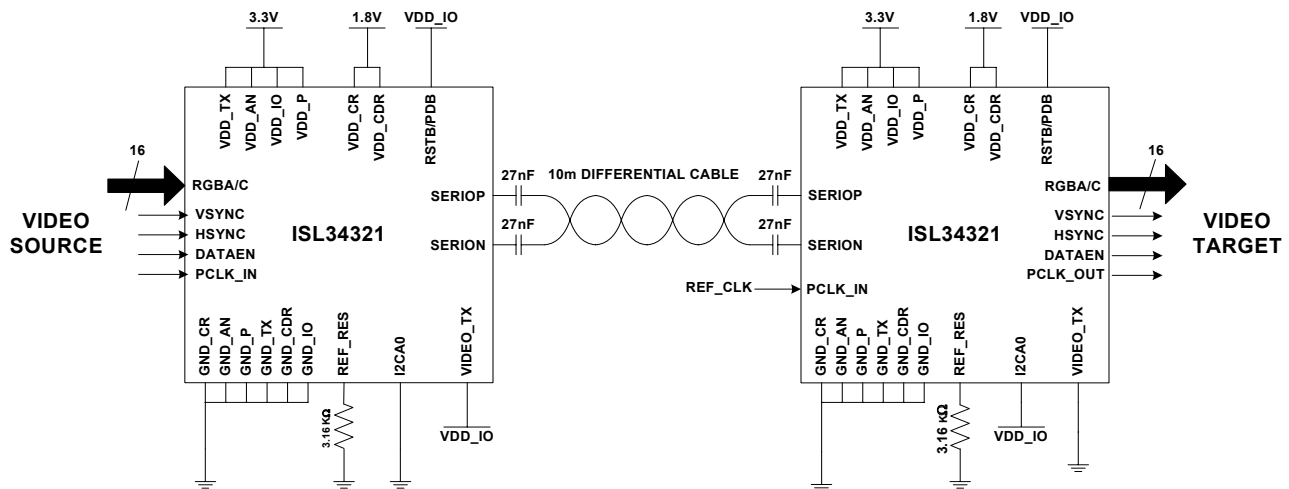 3.3V
1.8V
VDD_IO
3.3V
1.8V
VDD_IO
VDD_TX
VDD_AN
VDD_IO
VDD_P
VDD_CR
VDD_CDR
RSTB/PDB
VDD_TX
VDD_AN
VDD_IO
VDD_P
VDD_CR
VDD_CDR
RSTB/PDB
16
16
RGBA/C
VSYNC
HSYNC
DATAEN
PCLK_IN
VIDEO
SOURCE
ISL34321
SERIOP
SERION
27nF
27nF
10m DIFFERENTIAL CABLE
27nF
27nF
SERIOP
SERION
REF_CLK
PCLK_IN
ISL34321
RGBA/C
VSYNC
HSYNC
DATAEN
PCLK_OUT
VIDEO
TARGET
GND_CR
GND_AN
GND_P
GND_TX
GND_CDR
GND_IO
REF_RES
I2CA0
VIDEO_TX
GND_CR
GND_AN
GND_P
GND_TX
GND_CDR
GND_IO
REF_RES
I2CA0
VIDEO_TX
3.16 KΩ
VDD_IO
3.16 KΩ
VDD_IO